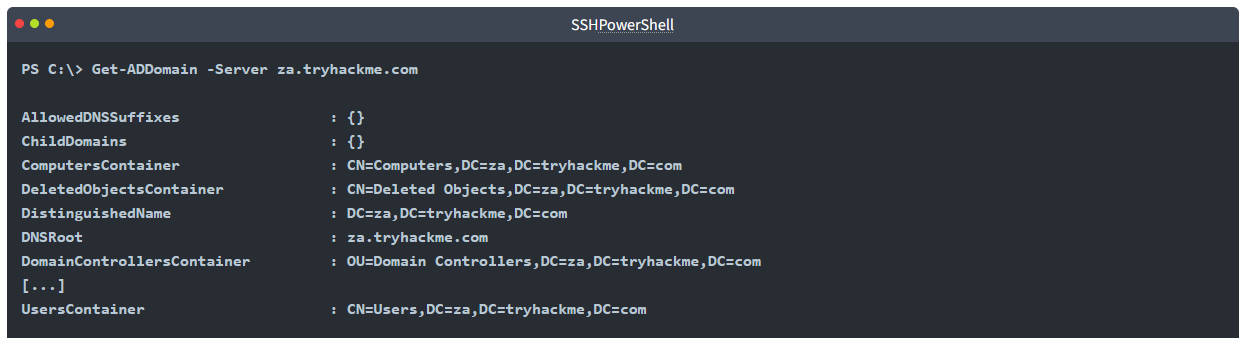 SSHPowerShell
PS C:\> Get-ADDomain -Server za.tryhackme.com
AllowedDNSSuffixes : {}
ChildDomains : {}
ComputersContainer : CN=Computers,DC=za,DC=tryhackme,DC=com
DeletedObjectsContainer : CN=Deleted Objects,DC=za,DC=tryhackme,DC=com
DistinguishedName : DC=za,DC=tryhackme,DC=com
DNSRoot : za.tryhackme.com
DomainControllersContainer : OU=Domain Controllers,DC=za,DC=tryhackme,DC=com
[...]
UsersContainer : CN=Users,DC=za,DC=tryhackme,DC=com